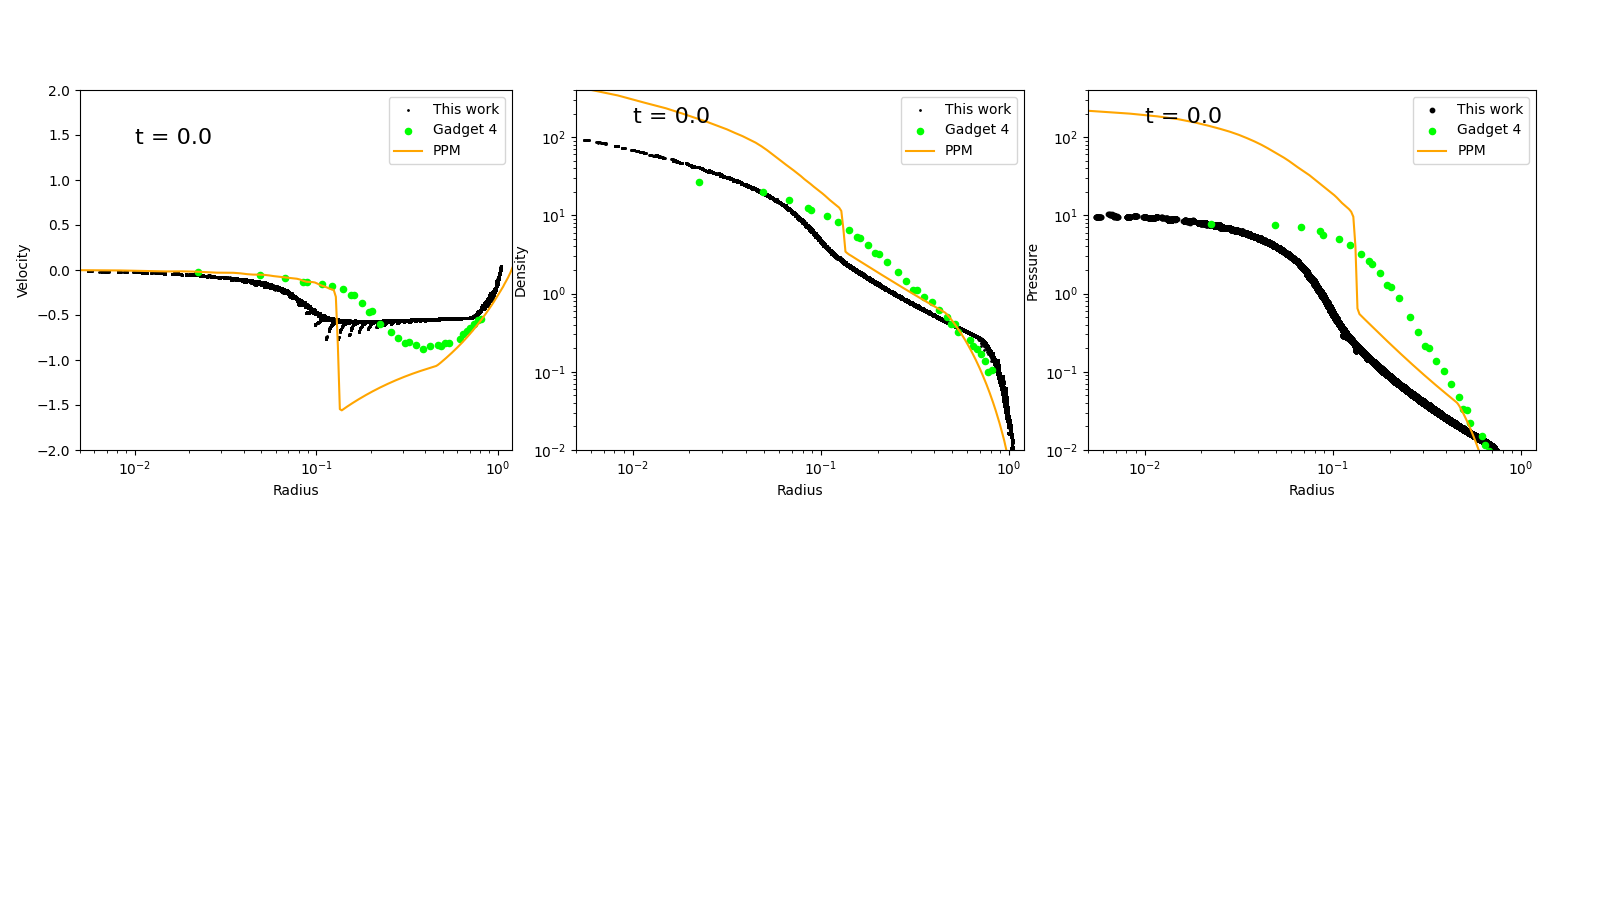 Velocity
2.0
1.5
1.0
0.5
0.0
−0.5
−1.0
−1.5
−2.0
t = 0.0
This work
Gadget 4
PPM
10⁻²
10⁻¹
10⁰
Radius
Density
10²
10¹
10⁰
10⁻¹
10⁻²
t = 0.0
This work
Gadget 4
PPM
10⁻²
10⁻¹
10⁰
Radius
Pressure
10²
10¹
10⁰
10⁻¹
10⁻²
t = 0.0
This work
Gadget 4
PPM
10⁻²
10⁻¹
10⁰
Radius